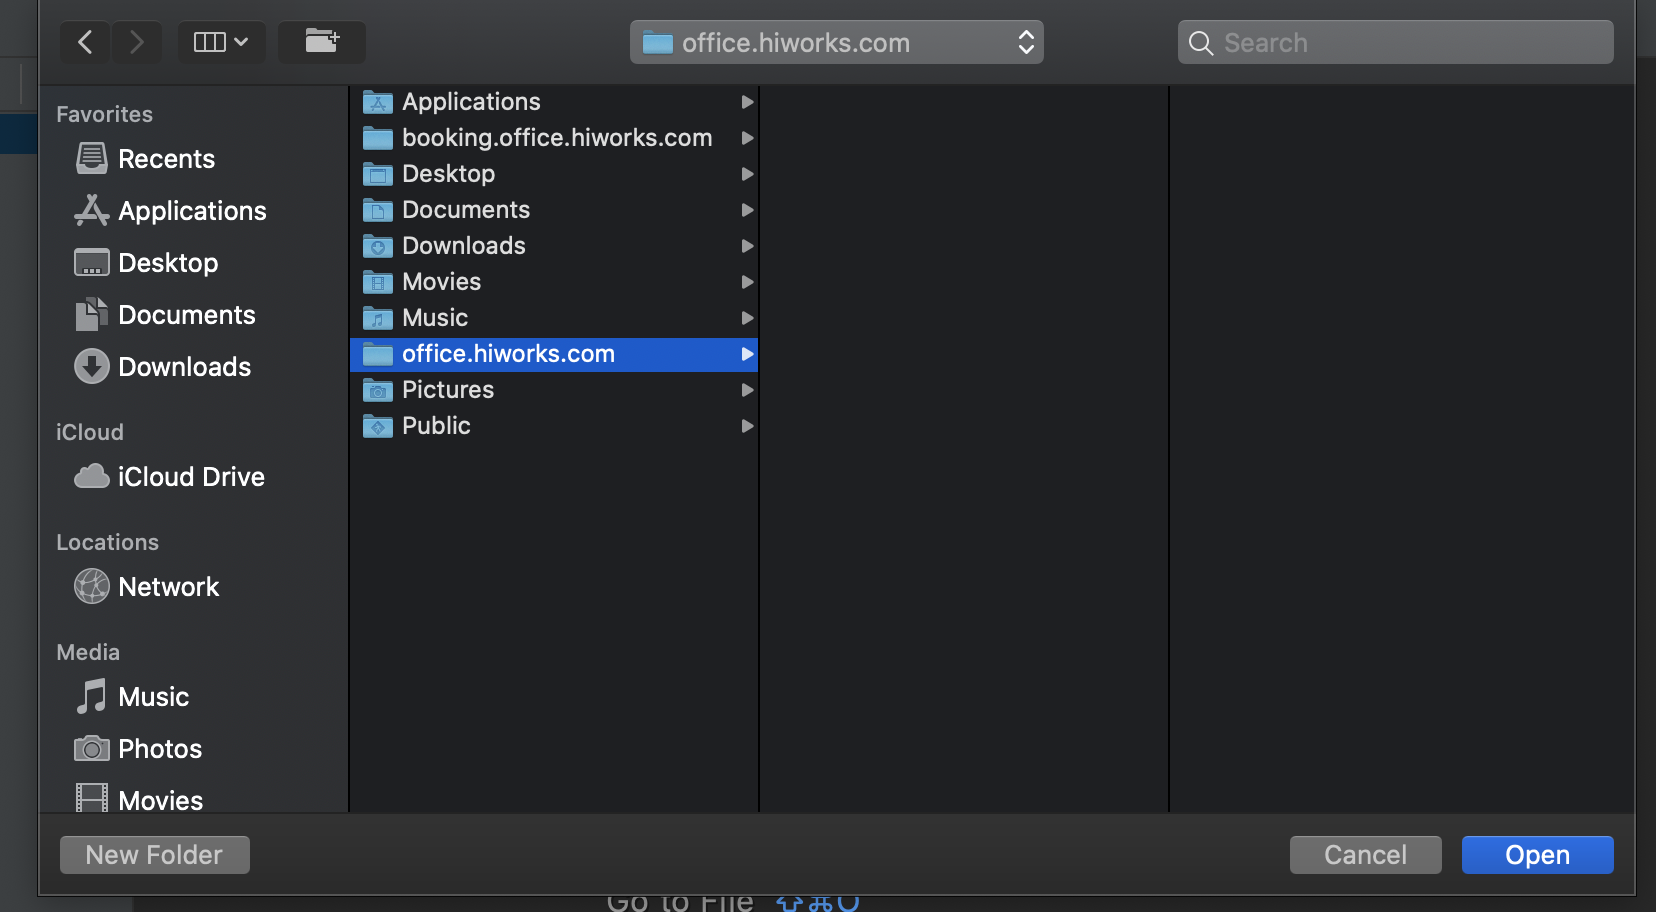 office.hiworks.com
Search
Favorites
Recents
Applications
Desktop
Documents
Downloads
iCloud
iCloud Drive
Locations
Network
Media
Music
Photos
Movies
Applications
booking.office.hiworks.com
Desktop
Documents
Downloads
Movies
Music
office.hiworks.com
Pictures
Public
New Folder
Cancel
Open
Go to File ⇧⌘O